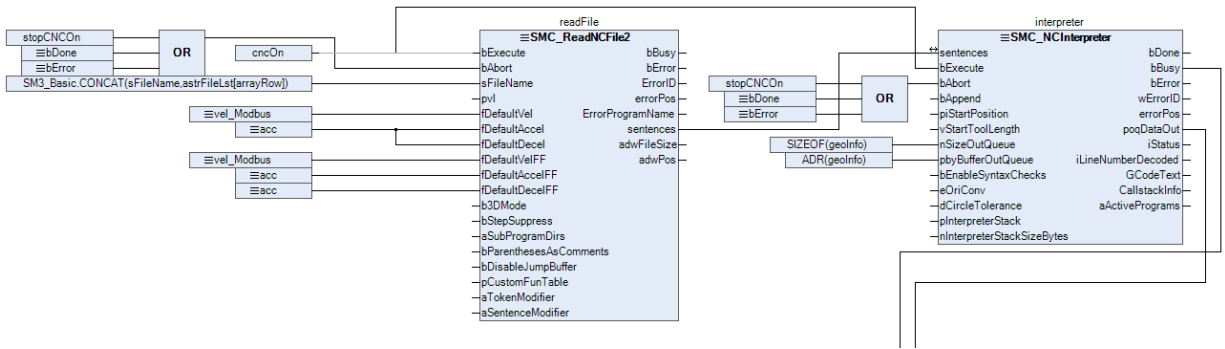 readFile
interpreter
stopCNCOn
≡bDone
≡bError
OR
cncOn
SM3_Basic.CONCAT(sFileName,astrFileLst[arrayRow])
≡vel_Modbus
≡acc
≡vel_Modbus
≡acc
≡acc
≡SMC_ReadNCFile2
bExecute bBusy
bAbort bError
sFileName ErrorID
pvl errorPos
fDefaultVel ErrorProgramName
fDefaultAccel sentences
fDefaultDecel adwFileSize
fDefaultVelFF adwPos
fDefaultAccelFF
fDefaultDecelFF
b3DMode
bStepSuppress
aSubProgramDirs
bParenthesesAsComments
bDisableJumpBuffer
pCustomFunTable
aTokenModifier
aSentenceModifier
stopCNCOn
≡bDone
≡bError
OR
SIZEOF(geoInfo)
ADR(geoInfo)
≡SMC_NCInterpreter
sentences bDone
bExecute bBusy
bAbort bError
bAppend wErrorID
piStartPosition errorPos
vStartToolLength poqDataOut
nSizeOutQueue iStatus
pbyBufferOutQueue iLineNumberDecoded
bEnableSyntaxChecks GCodeText
eOriConv CallstackInfo
dCircleTolerance aActivePrograms
pInterpreterStack
nInterpreterStackSizeBytes